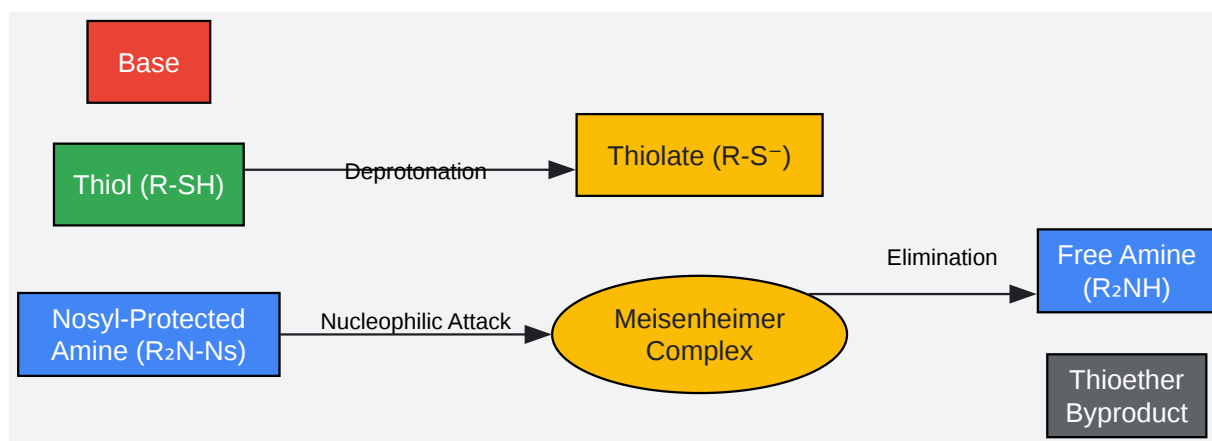 Base
Thiol (R-SH)
Deprotonation
Thiolate (R-S⁻)
Nosyl-Protected
Amine (R₂N-Ns)
Nucleophilic Attack
Meisenheimer
Complex
Elimination
Free Amine
(R₂NH)
Thioether
Byproduct